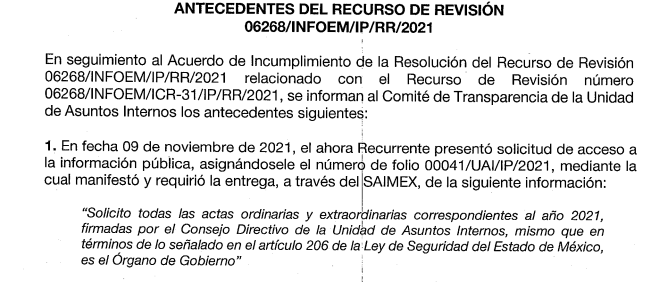 ANTECEDENTES DEL RECURSO DE REVISIÓN
06268/INFOEM/IP/RR/2021
En seguimiento al Acuerdo de Incumplimiento de la Resolución del Recurso de Revisión
06268/INFOEM/IP/RR/2021 relacionado con el Recurso de Revisión número
06268/INFOEM/ICR-31/IP/RR/2021, se informan al Comité de Transparencia de la Unidad
de Asuntos Internos los antecedentes siguientes:
1. En fecha 09 de noviembre de 2021, el ahora Recurrente presentó solicitud de acceso a
la información pública, asignándosele el número de folio 00041/UAI/IP/2021, mediante la
cual manifestó y requirió la entrega, a través del SAIMEX, de la siguiente información:
“Solicito todas las actas ordinarias y extraordinarias correspondientes al año 2021,
firmadas por el Consejo Directivo de la Unidad de Asuntos Internos, mismo que en
términos de lo señalado en el artículo 206 de la Ley de Seguridad del Estado de México,
es el Órgano de Gobierno”